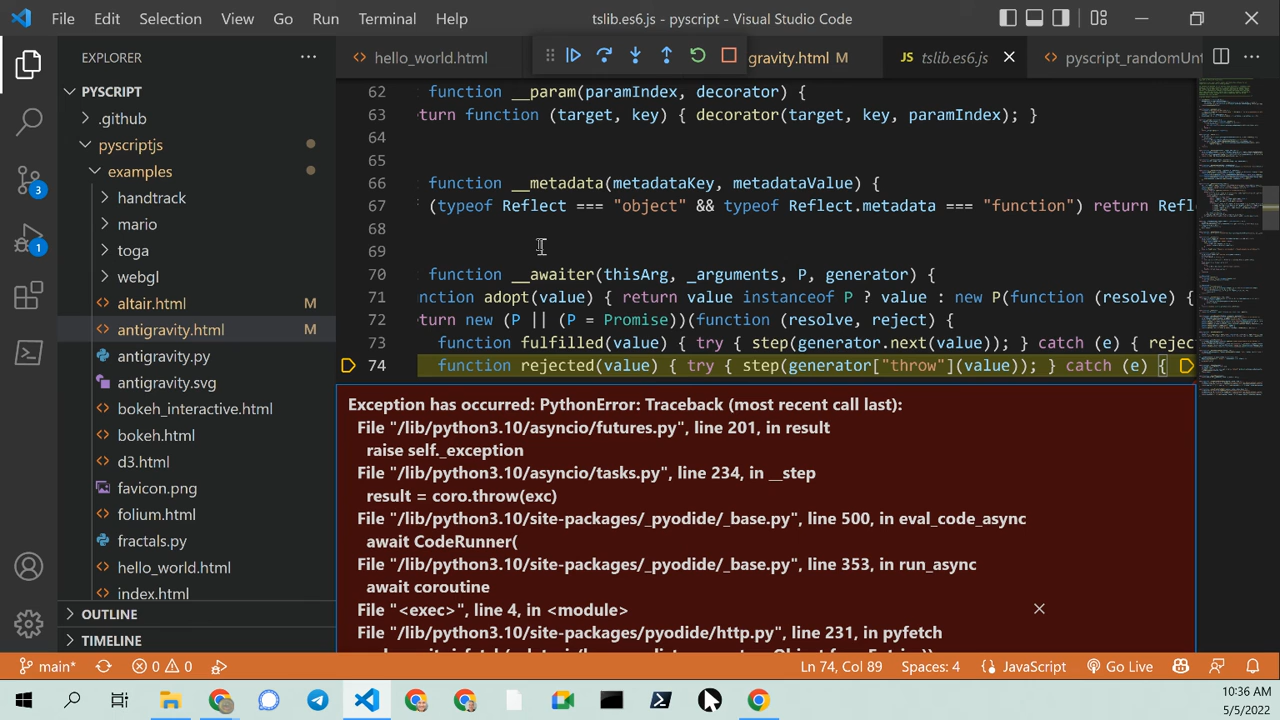 File Edit Selection View Go Run Terminal Help
tslib.es6.js - pyscript - Visual Studio Code
EXPLORER
hello_world.html
gravity.html M
JS tslib.es6.js
pyscript_randomUnt
PYSCRIPT
.github
pyscriptjs
examples
handtrack
mario
toga
webgl
altair.html M
antigravity.html M
antigravity.py
antigravity.svg
bokeh_interactive.html
bokeh.html
d3.html
favicon.png
folium.html
fractals.py
hello_world.html
index.html
OUTLINE
TIMELINE
3
1
62 function __param(paramIndex, decorator) {
turn function (target, key) { decorator(target, key, paramIndex); }
64
65
66 function data(metadataKey, metadataValue) {
67 (typeof Reflect === "object" && typeof Reflect.metadata === "function") return Refl
68
70 function __awaiter(thisArg, _arguments, P, generator) {
nction adopt(value) { return value instanceof P ? value : new P(function (resolve) {
72 turn new (P || (P = Promise))(function (resolve, reject) {
function fulfilled(value) { try { step(generator.next(value)); } catch (e) { rejec
74 function rejected(value) { try { step(generator["throw"](value)); } catch (e) {
Exception has occurred: PythonError: Traceback (most recent call last):
File "/lib/python3.10/asyncio/futures.py", line 201, in result
raise self._exception
File "/lib/python3.10/asyncio/tasks.py", line 234, in __step
result = coro.throw(exc)
File "/lib/python3.10/site-packages/_pyodide/_base.py", line 500, in eval_code_async
await CodeRunner(
File "/lib/python3.10/site-packages/_pyodide/_base.py", line 353, in run_async
await coroutine
File "<exec>", line 4, in <module>
File "/lib/python3.10/site-packages/pyodide/http.py", line 231, in pyfetch
main* 0 0
Ln 74, Col 89 Spaces: 4 JavaScript Go Live
10:36 AM
5/5/2022